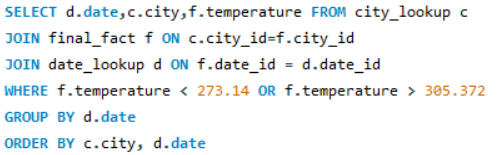 SELECT d.date,c.city,f.temperature FROM city_lookup c
JOIN final_fact f ON c.city_id=f.city_id
JOIN date_lookup d ON f.date_id = d.date_id
WHERE f.temperature < 273.14 OR f.temperature > 305.372
GROUP BY d.date
ORDER BY c.city, d.date